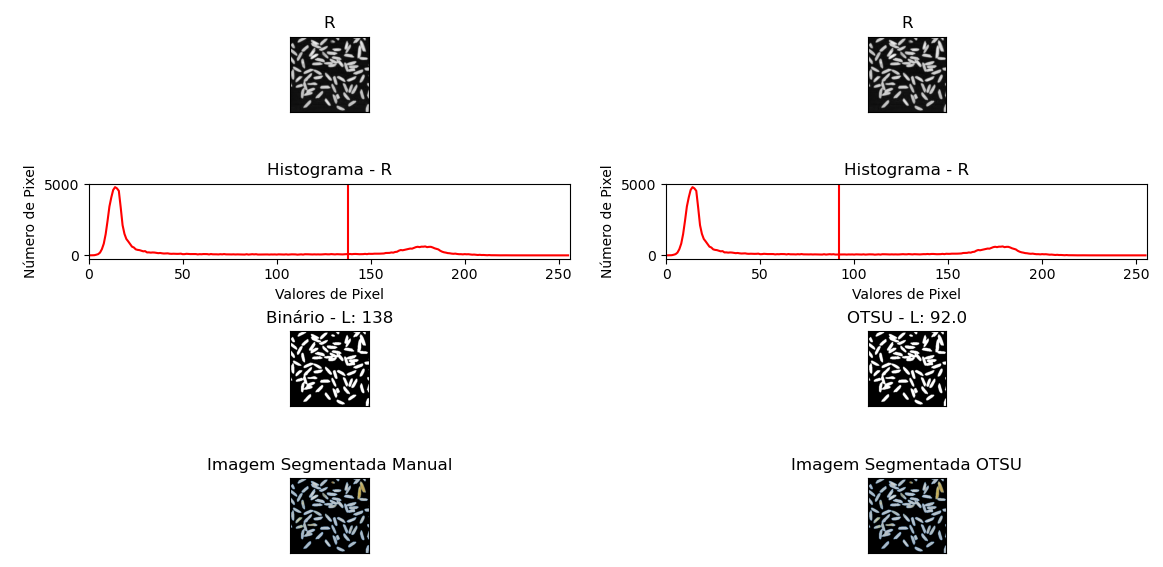 R
R
Histograma - R
Histograma - R
Número de Pixel
5000
0
0 50 100 150 200 250
Valores de Pixel
Número de Pixel
5000
0
0 50 100 150 200 250
Valores de Pixel
Binário - L: 138
OTSU - L: 92.0
Imagem Segmentada Manual
Imagem Segmentada OTSU